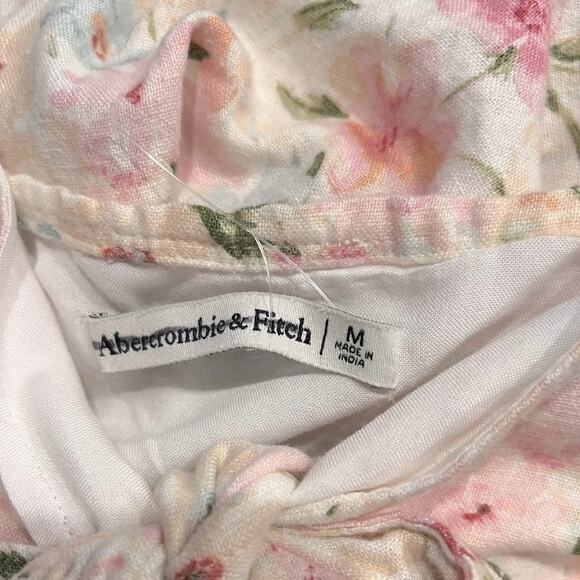 Abercrombie & Fitch | M
MADE IN
INDIA